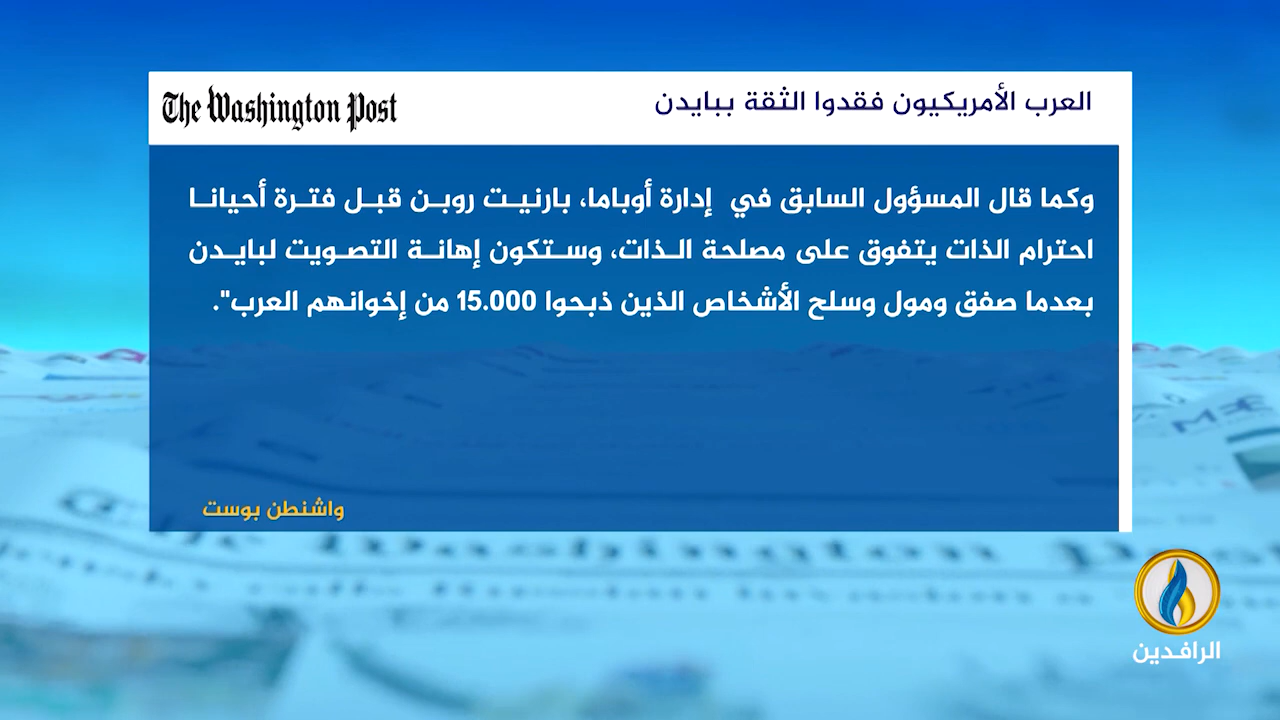 العرب الأمريكيون فقدوا الثقة ببايدن
The Washington Post
وكما قال المسؤول السابق في إدارة أوباما، بارنيت روبن قبل فترة أحيانا
احترام الذات يتفوق على مصلحة الذات، وستكون إهانة التصويت لبايدن
بعدما صفق ومول وسلح الأشخاص الذين ذبحوا 15.000 من إخوانهم العرب".
واشنطن بوست
الرافدين